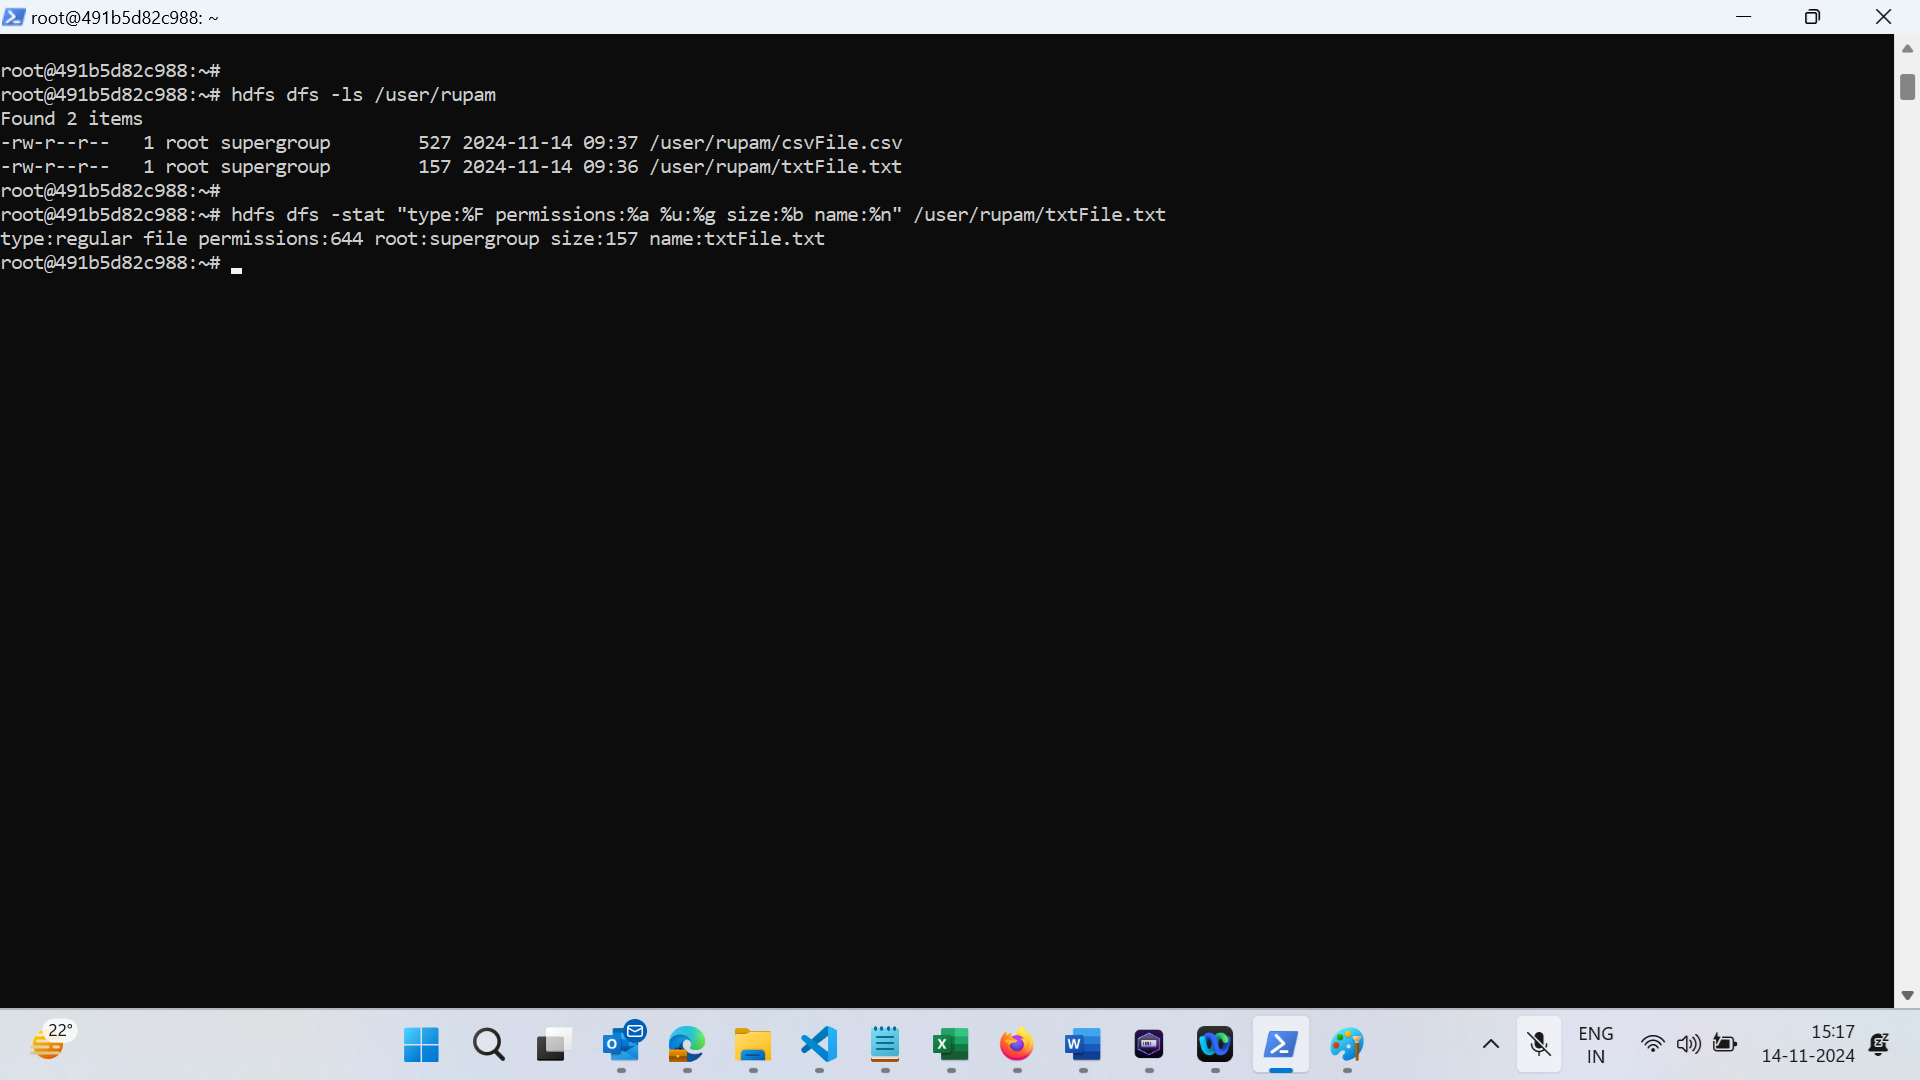 root@491b5d82c988: ~
root@491b5d82c988:~#
root@491b5d82c988:~# hdfs dfs -ls /user/rupam
Found 2 items
-rw-r--r--   1 root supergroup        527 2024-11-14 09:37 /user/rupam/csvFile.csv
-rw-r--r--   1 root supergroup        157 2024-11-14 09:36 /user/rupam/txtFile.txt
root@491b5d82c988:~#
root@491b5d82c988:~# hdfs dfs -stat "type:%F permissions:%a %u:%g size:%b name:%n" /user/rupam/txtFile.txt
type:regular file permissions:644 root:supergroup size:157 name:txtFile.txt
root@491b5d82c988:~#
22°
ENG
IN
15:17
14-11-2024